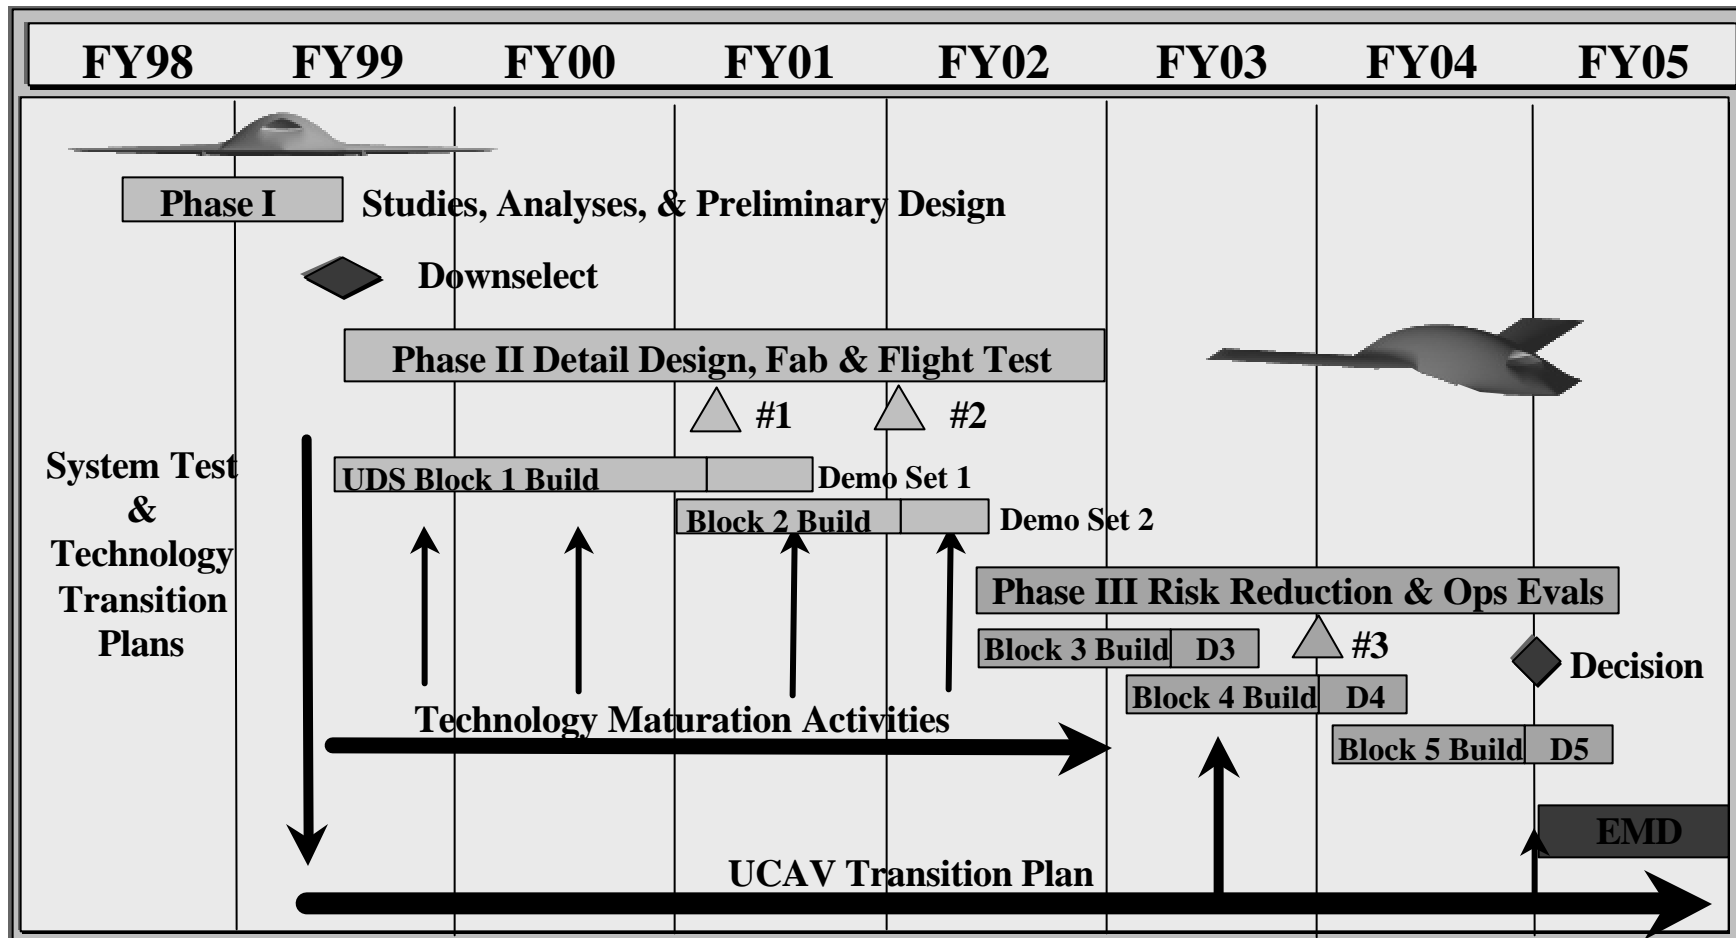 FY98 FY99 FY00 FY01 FY02 FY03 FY04 FY05
Phase I
Studies, Analyses, & Preliminary Design
Downselect
Phase II Detail Design, Fab & Flight Test
#1
#2
System Test
&
Technology
Transition
Plans
UDS Block 1 Build
Demo Set 1
Block 2 Build
Demo Set 2
Phase III Risk Reduction & Ops Evals
Block 3 Build
D3
#3
Decision
Block 4 Build
D4
Technology Maturation Activities
Block 5 Build
D5
EMD
UCAV Transition Plan